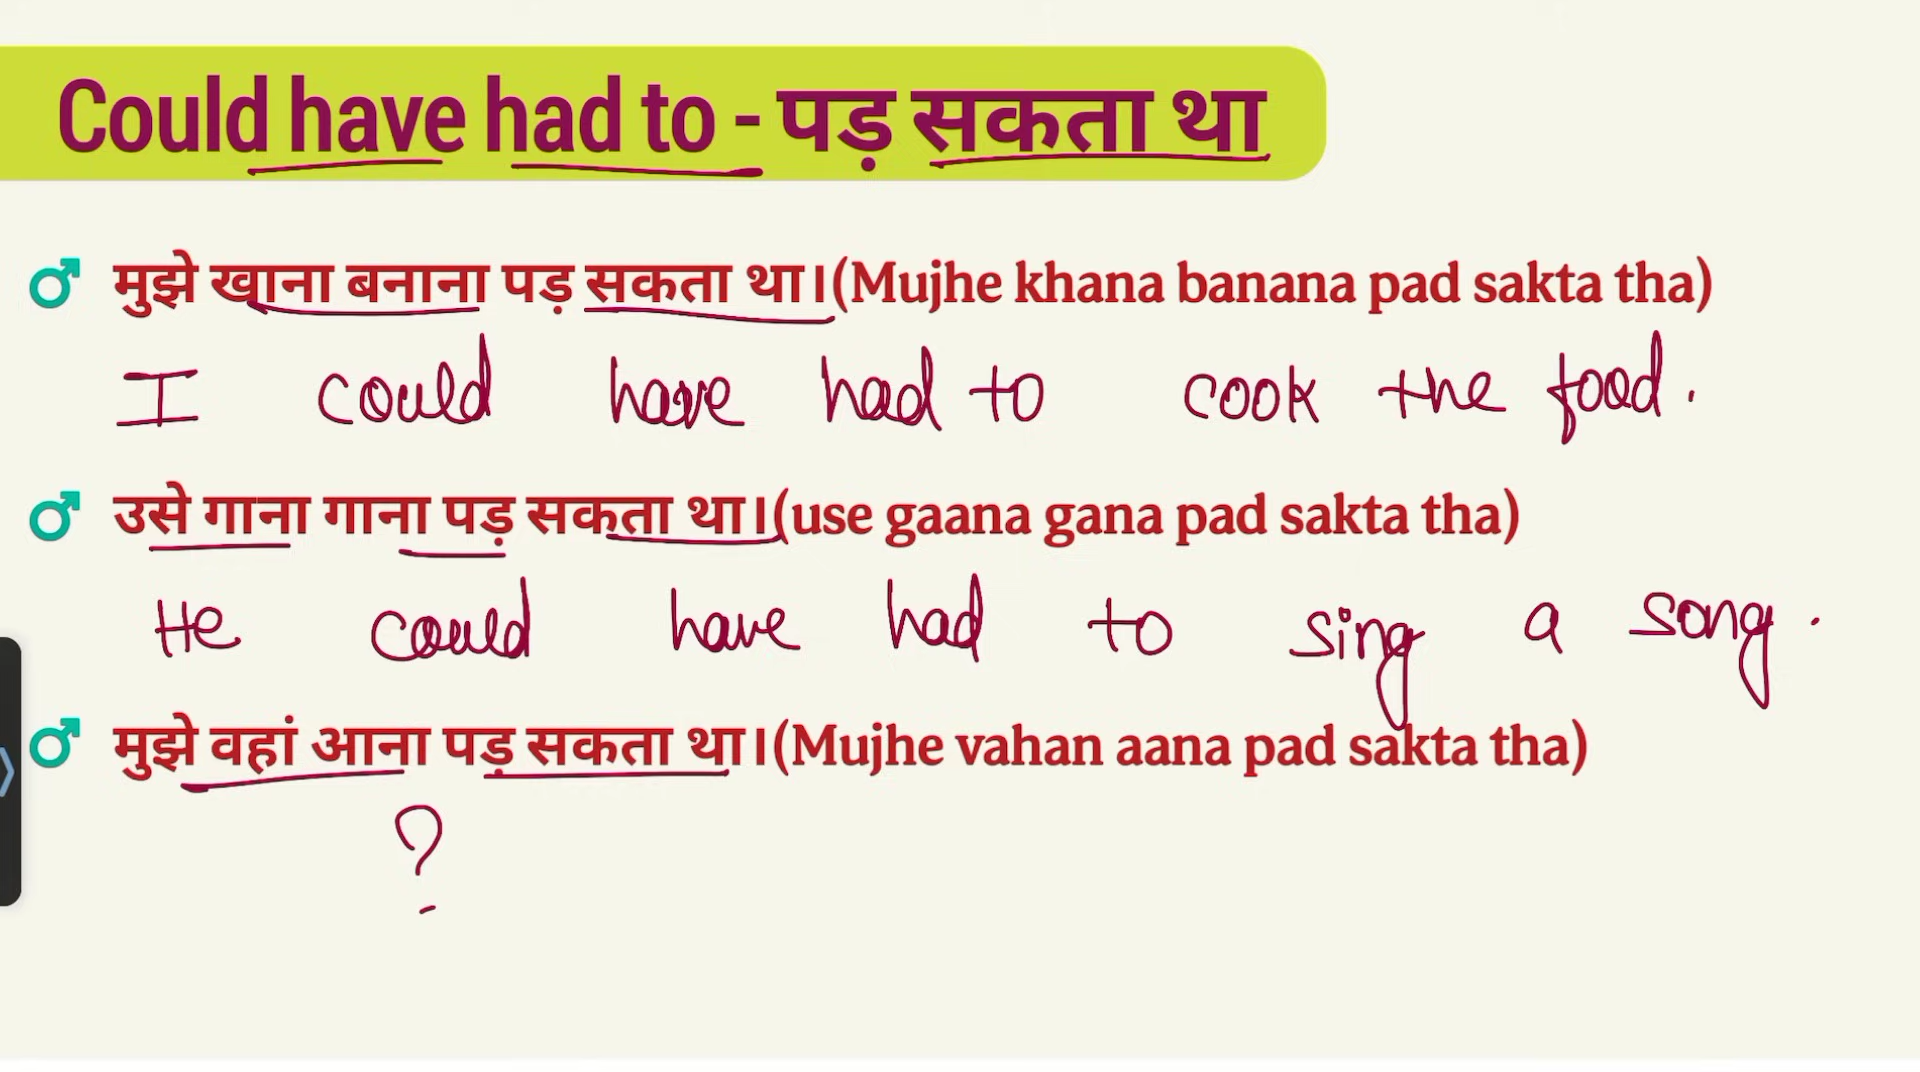 Could have had to - पड़ सकता था
मुझे खाना बनाना पड़ सकता था।(Mujhe khana banana pad sakta tha)
I could have had to cook the food.
उसे गाना गाना पड़ सकता था।(use gaana gana pad sakta tha)
He could have had to sing a song.
मुझे वहां आना पड़ सकता था।(Mujhe vahan aana pad sakta tha)
?